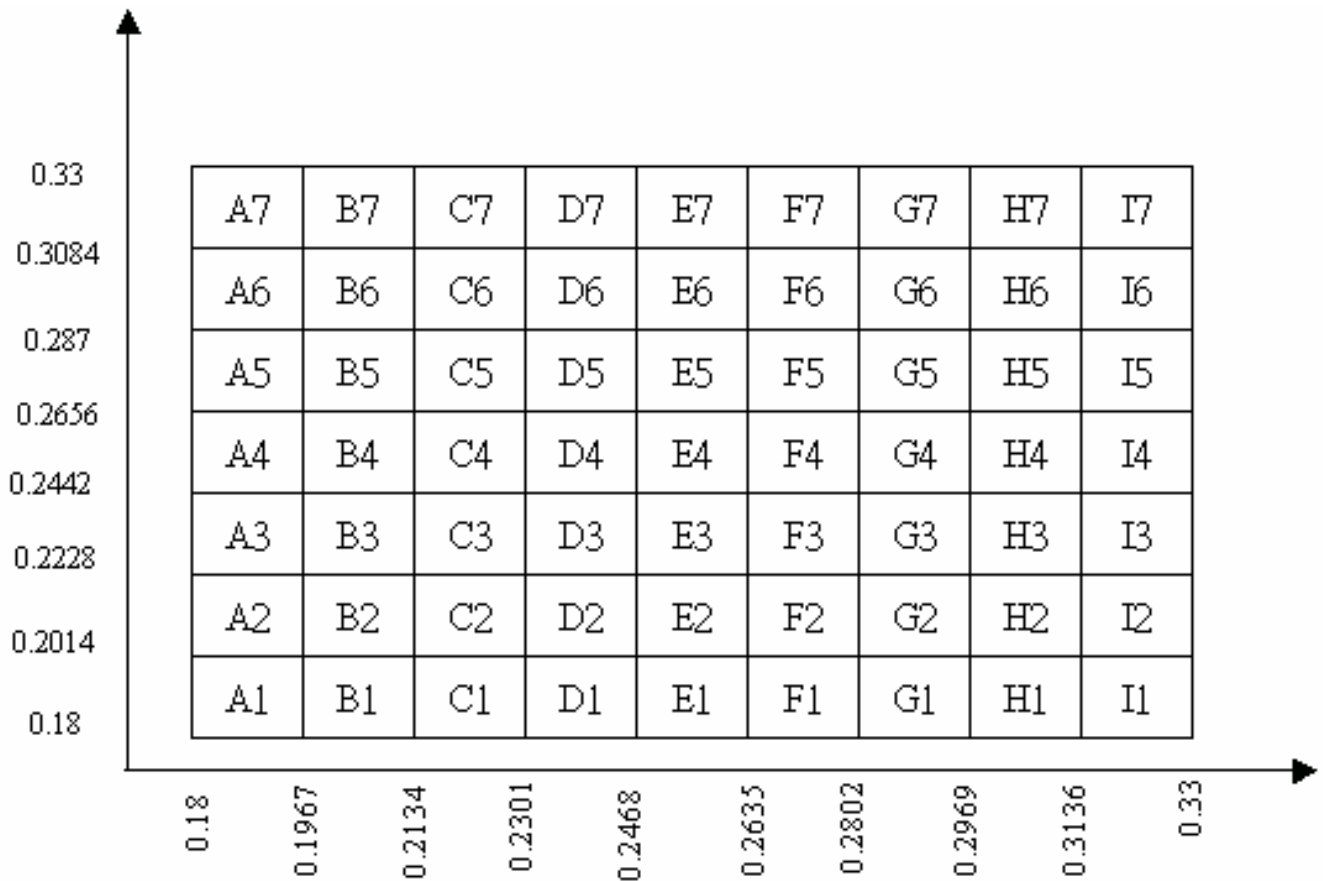 0.33
A7 B7 C7 D7 E7 F7 G7 H7 I7
0.3084
A6 B6 C6 D6 E6 F6 G6 H6 I6
0.287
A5 B5 C5 D5 E5 F5 G5 H5 I5
0.2656
A4 B4 C4 D4 E4 F4 G4 H4 I4
0.2442
A3 B3 C3 D3 E3 F3 G3 H3 I3
0.2228
A2 B2 C2 D2 E2 F2 G2 H2 I2
0.2014
A1 B1 C1 D1 E1 F1 G1 H1 I1
0.18
0.18 0.1967 0.2134 0.2301 0.2468 0.2635 0.2802 0.2969 0.3136 0.33